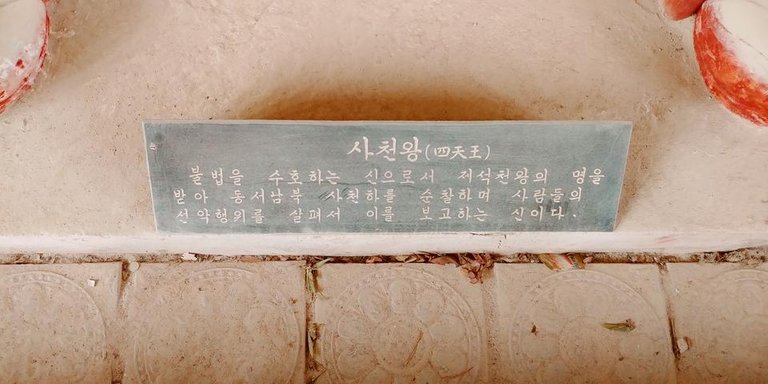 사천왕(四天王)
불법을 수호하는 신으로서 제석천왕의 명을
받아 동서남북 사천하를 순찰하며 사람들의
선악행위를 살펴서 이를 보고하는 신이다.